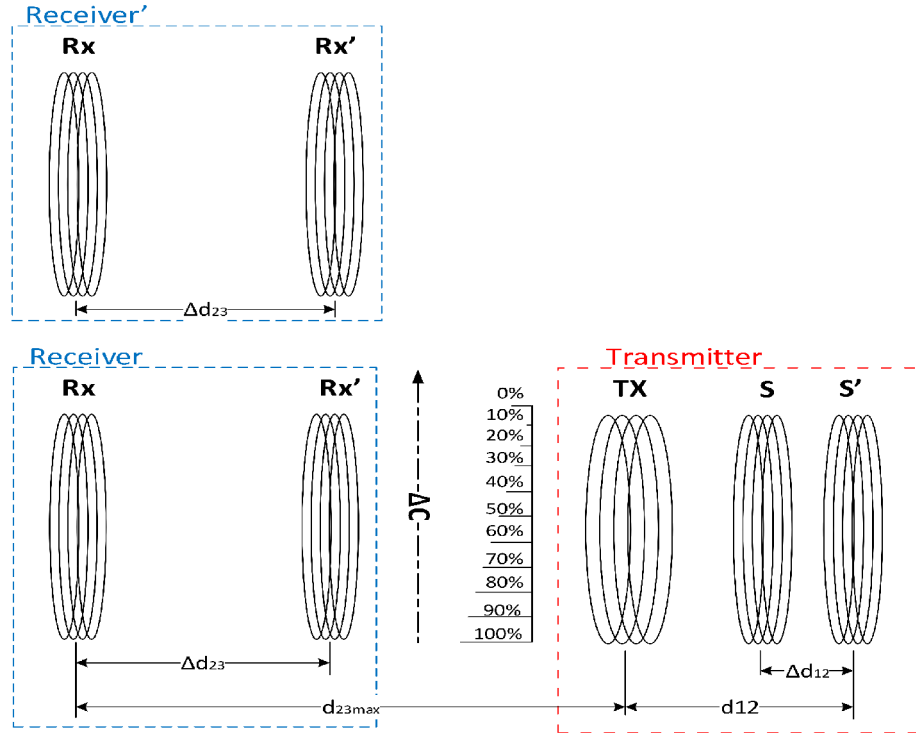 Receiver’
Rx Rx’
Δd23
Receiver Transmitter
Rx Rx’ TX S S’
0%
10%
20%
30%
40%
50%
60%
70%
80%
90%
100%
ΔC
Δd23 Δd12
d23max d12